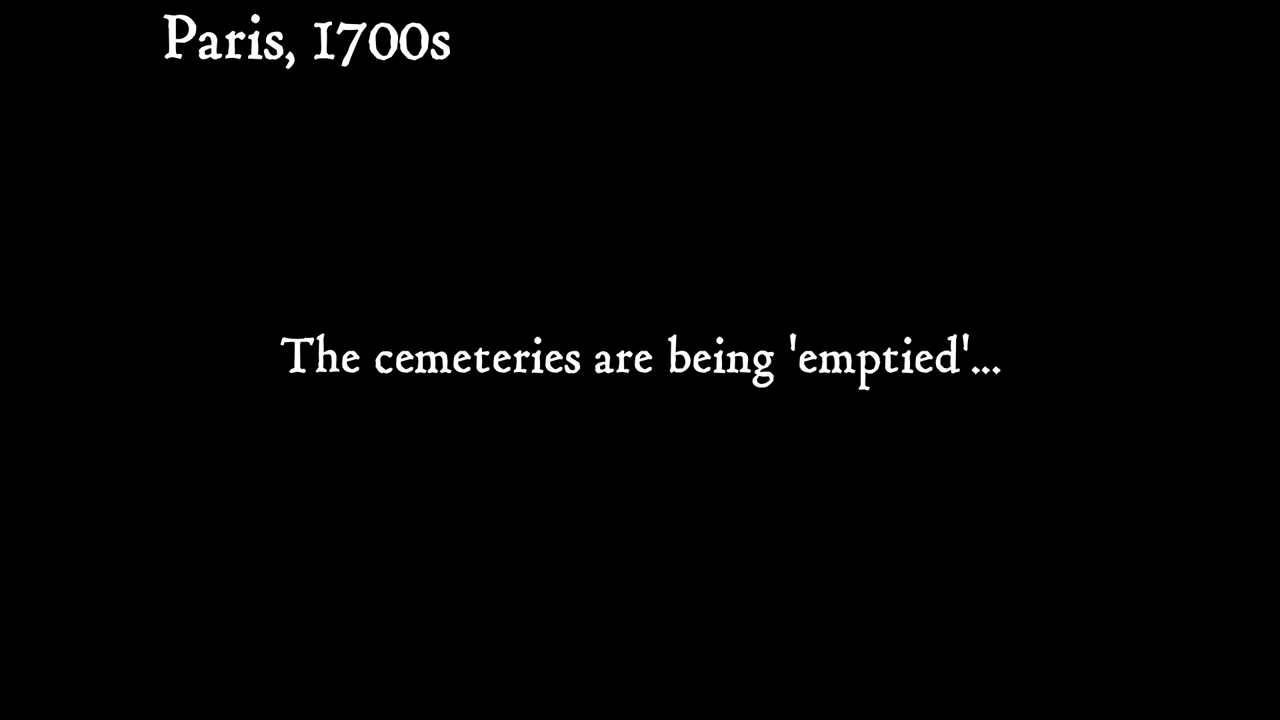 Paris, 1700s
The cemeteries are being 'emptied'...